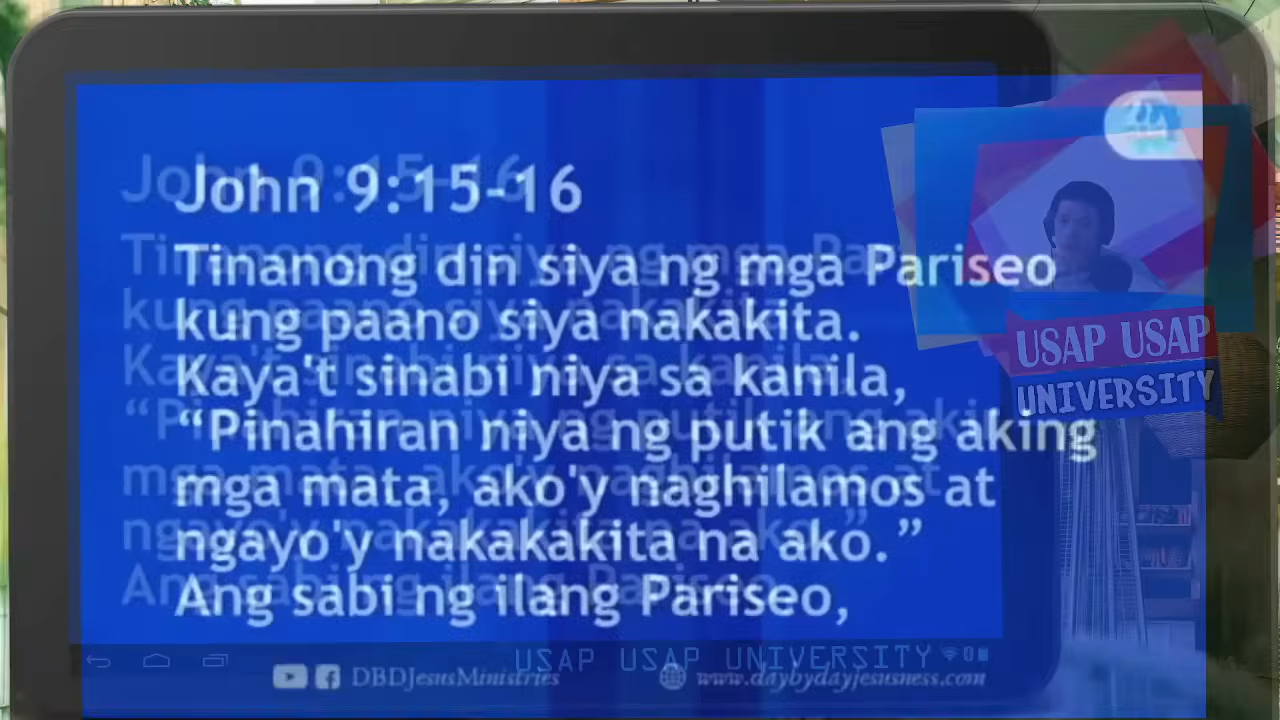 John 9:15-16
Tinanong din siya ng mga Pariseo
kung paano siya nakakita.
Kaya't sinabi niya sa kanila,
“Pinahiran niya ng putik ang aking
mga mata, ako'y naghilamos at
ngayo'y nakakakita na ako.”
Ang sabi ng ilang Pariseo,
USAP USAP
UNIVERSITY
USAP USAP UNIVERSITY
DBDJesusMinistries
www.daybydayjesusness.com